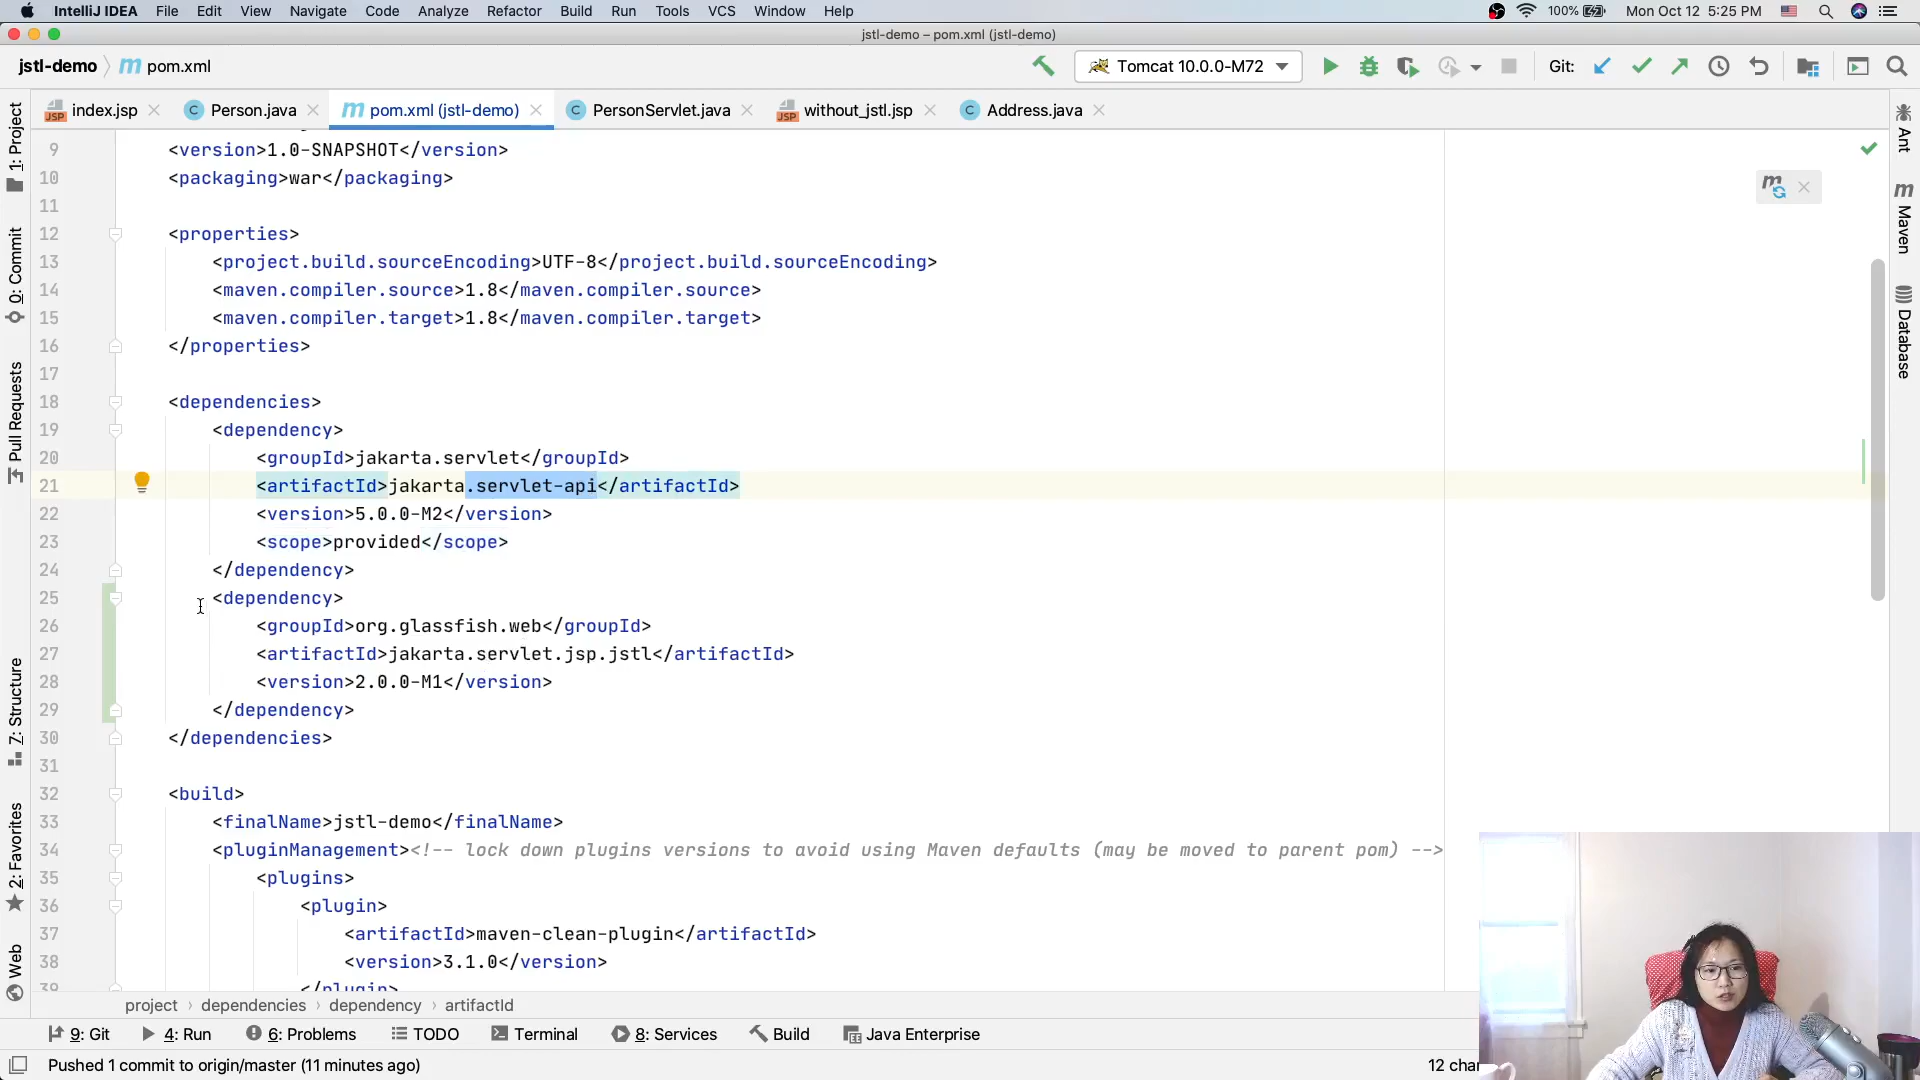 IntelliJ IDEA File Edit View Navigate Code Analyze Refactor Build Run Tools VCS Window Help 100% Mon Oct 12 5:25 PM
jstl-demo – pom.xml (jstl-demo)
jstl-demo pom.xml Tomcat 10.0.0-M72 Git:
index.jsp Person.java pom.xml (jstl-demo) PersonServlet.java without_jstl.jsp Address.java
9 <version>1.0-SNAPSHOT</version>
10 <packaging>war</packaging>
11
12 <properties>
13 <project.build.sourceEncoding>UTF-8</project.build.sourceEncoding>
14 <maven.compiler.source>1.8</maven.compiler.source>
15 <maven.compiler.target>1.8</maven.compiler.target>
16 </properties>
17
18 <dependencies>
19 <dependency>
20 <groupId>jakarta.servlet</groupId>
21 <artifactId>jakarta.servlet-api</artifactId>
22 <version>5.0.0-M2</version>
23 <scope>provided</scope>
24 </dependency>
25 <dependency>
26 <groupId>org.glassfish.web</groupId>
27 <artifactId>jakarta.servlet.jsp.jstl</artifactId>
28 <version>2.0.0-M1</version>
29 </dependency>
30 </dependencies>
31
32 <build>
33 <finalName>jstl-demo</finalName>
34 <pluginManagement><!-- lock down plugins versions to avoid using Maven defaults (may be moved to parent pom) -->
35 <plugins>
36 <plugin>
37 <artifactId>maven-clean-plugin</artifactId>
38 <version>3.1.0</version>
39 </plugin>
project dependencies dependency artifactId
9: Git 4: Run 6: Problems TODO Terminal 8: Services Build Java Enterprise
Pushed 1 commit to origin/master (11 minutes ago) 12 char
1: Project
0: Commit
Pull Requests
7: Structure
2: Favorites
Web
Ant
Maven
Database